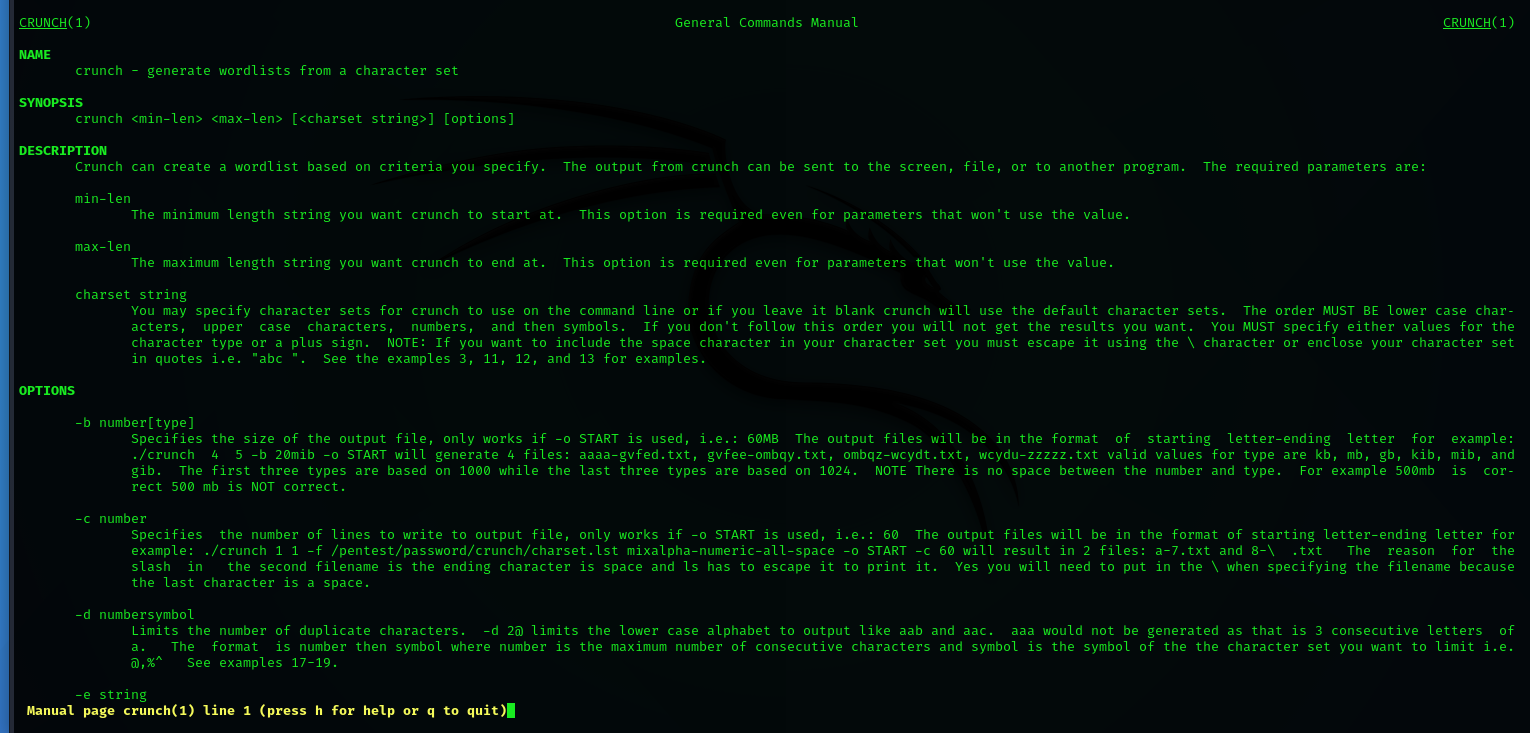 CRUNCH(1) General Commands Manual CRUNCH(1)
NAME
crunch - generate wordlists from a character set
SYNOPSIS
crunch <min-len> <max-len> [<charset string>] [options]
DESCRIPTION
Crunch can create a wordlist based on criteria you specify.  The output from crunch can be sent to the screen, file, or to another program.  The required parameters are:
min-len
The minimum length string you want crunch to start at.  This option is required even for parameters that won't use the value.
max-len
The maximum length string you want crunch to end at.  This option is required even for parameters that won't use the value.
charset string
You may specify character sets for crunch to use on the command line or if you leave it blank crunch will use the default character sets.  The order MUST BE lower case char-
acters,  upper  case  characters,  numbers,  and then symbols.  If you don't follow this order you will not get the results you want.  You MUST specify either values for the
character type or a plus sign.  NOTE: If you want to include the space character in your character set you must escape it using the \ character or enclose your character set
in quotes i.e. "abc ".  See the examples 3, 11, 12, and 13 for examples.
OPTIONS
-b number[type]
Specifies the size of the output file, only works if -o START is used, i.e.: 60MB  The output files will be in the format  of  starting  letter-ending  letter  for  example:
./crunch  4  5 -b 20mib -o START will generate 4 files: aaaa-gvfed.txt, gvfee-ombqy.txt, ombqz-wcydt.txt, wcydu-zzzzz.txt valid values for type are kb, mb, gb, kib, mib, and
gib.  The first three types are based on 1000 while the last three types are based on 1024.  NOTE There is no space between the number and type.  For example 500mb  is  cor-
rect 500 mb is NOT correct.
-c number
Specifies  the number of lines to write to output file, only works if -o START is used, i.e.: 60  The output files will be in the format of starting letter-ending letter for
example: ./crunch 1 1 -f /pentest/password/crunch/charset.lst mixalpha-numeric-all-space -o START -c 60 will result in 2 files: a-7.txt and 8-\  .txt   The  reason  for  the
slash  in   the second filename is the ending character is space and ls has to escape it to print it.  Yes you will need to put in the \ when specifying the filename because
the last character is a space.
-d numbersymbol
Limits the number of duplicate characters.  -d 2@ limits the lower case alphabet to output like aab and aac.  aaa would not be generated as that is 3 consecutive letters  of
a.   The  format  is number then symbol where number is the maximum number of consecutive characters and symbol is the symbol of the the character set you want to limit i.e.
@,%^   See examples 17-19.
-e string
Manual page crunch(1) line 1 (press h for help or q to quit)